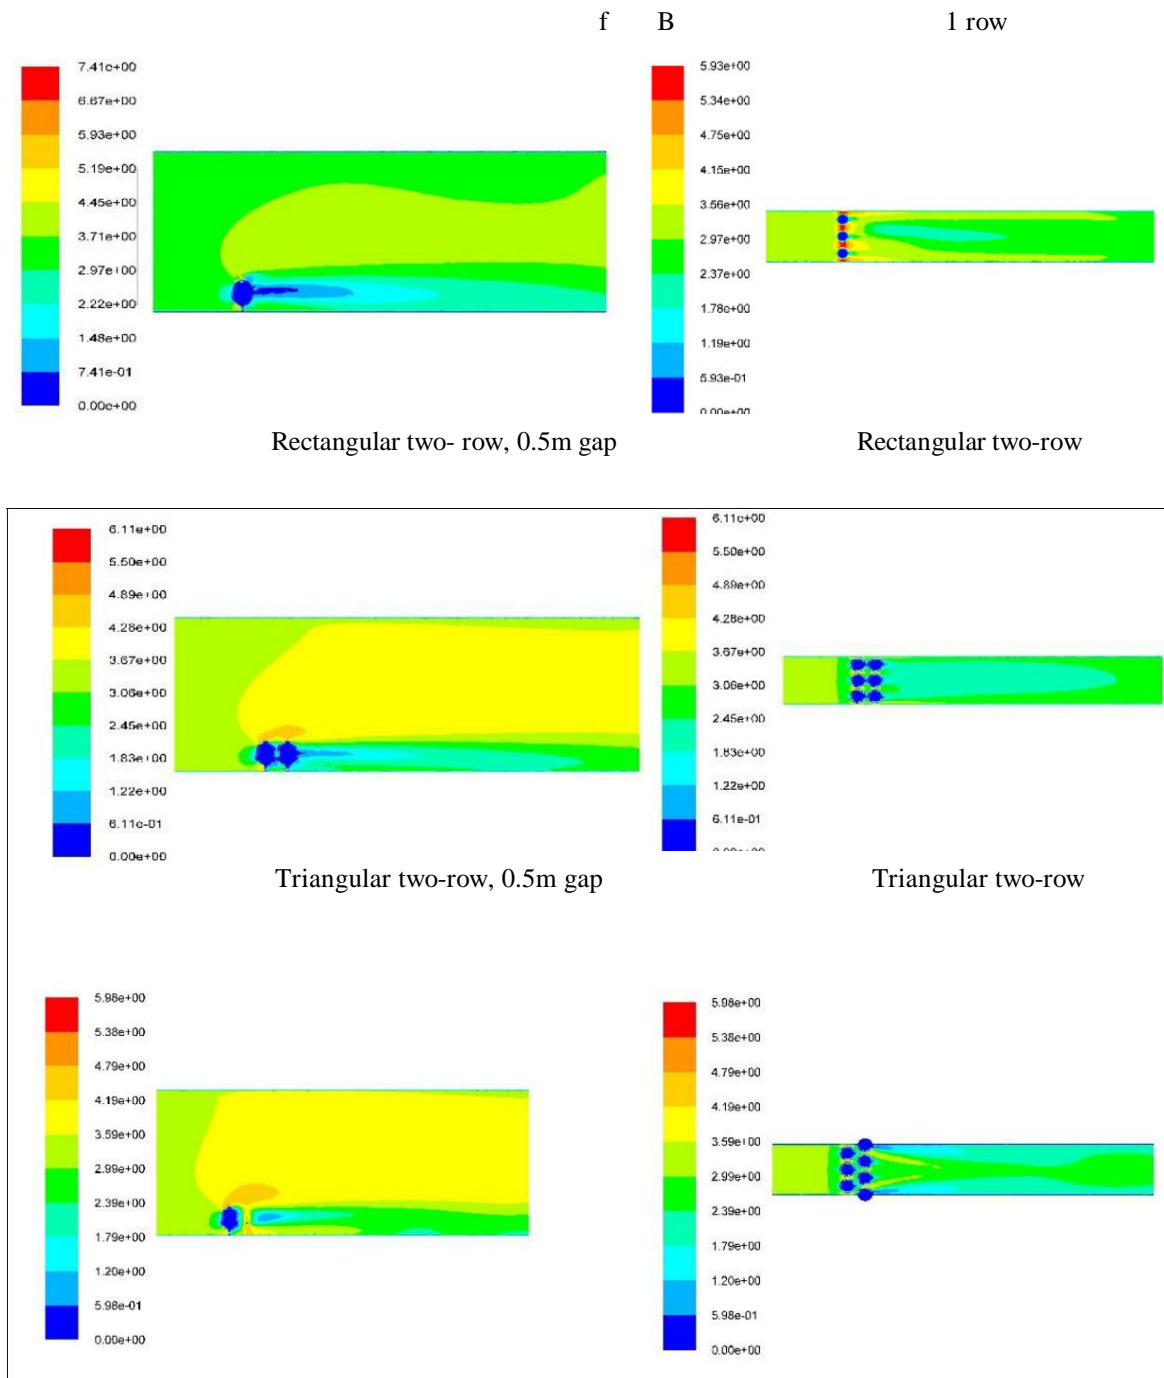 f B 1 row
7.41e+00
6.67e+00
5.93e+00
5.19e+00
4.45e+00
3.71e+00
2.97e+00
2.22e+00
1.48e+00
7.41e-01
0.00e+00
5.93e+00
5.34e+00
4.75e+00
4.15e+00
3.56e+00
2.97e+00
2.37e+00
1.78e+00
1.19e+00
5.93e-01
0.00e+00
Rectangular two- row, 0.5m gap
Rectangular two-row
6.11e+00
5.50e+00
4.89e+00
4.28e+00
3.67e+00
3.06e+00
2.45e+00
1.83e+00
1.22e+00
6.11e-01
0.00e+00
6.11e+00
5.50e+00
4.89e+00
4.28e+00
3.67e+00
3.06e+00
2.45e+00
1.83e+00
1.22e+00
6.11e-01
Triangular two-row, 0.5m gap
Triangular two-row
5.98e+00
5.38e+00
4.79e+00
4.19e+00
3.59e+00
2.99e+00
2.39e+00
1.79e+00
1.20e+00
5.98e-01
0.00e+00
5.98e+00
5.38e+00
4.79e+00
4.19e+00
3.59e+00
2.99e+00
2.39e+00
1.79e+00
1.20e+00
5.98e-01
0.00e+00